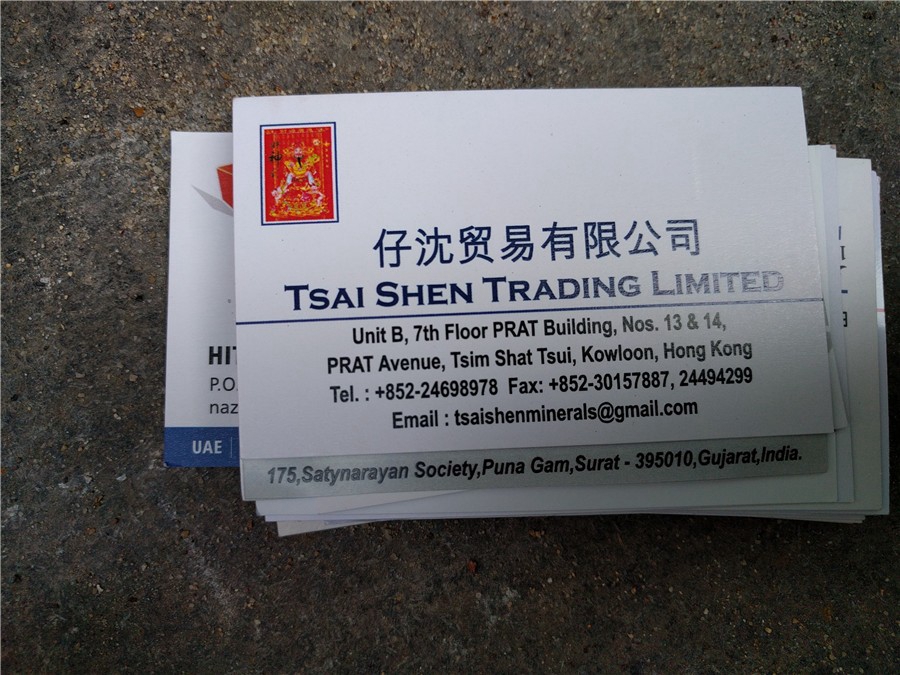 仔沈贸易有限公司
TSAI SHEN TRADING LIMITED
Unit B, 7th Floor PRAT Building, Nos. 13 & 14,
PRAT Avenue, Tsim Shat Tsui, Kowloon, Hong Kong
Tel. : +852-24698978 Fax: +852-30157887, 24494299
Email : tsaishenminerals@gmail.com
175,Satynarayan Society,Puna Gam,Surat - 395010,Gujarat,India.
HIT
P.O.
naz
UAE